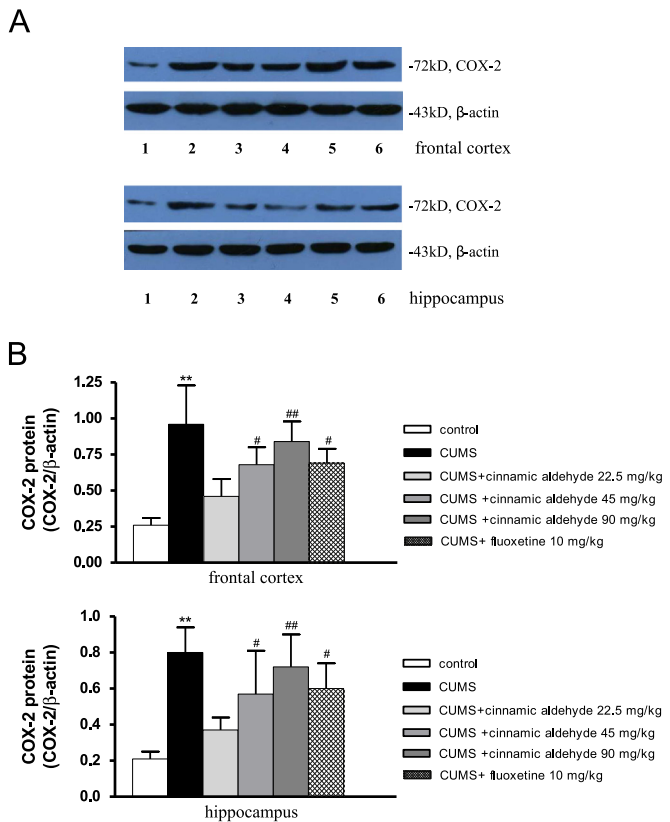 A
-72kD, COX-2
-43kD, β-actin
1 2 3 4 5 6 frontal cortex
-72kD, COX-2
-43kD, β-actin
1 2 3 4 5 6 hippocampus
B
COX-2 protein
(COX-2/β-actin)
1.25
1.00
0.75
0.50
0.25
0.00
** # ## #
frontal cortex
control
CUMS
CUMS+cinnamic aldehyde 22.5 mg/kg
CUMS +cinnamic aldehyde 45 mg/kg
CUMS +cinnamic aldehyde 90 mg/kg
CUMS+ fluoxetine 10 mg/kg
COX-2 protein
(COX-2/β-actin)
0.8
0.6
0.4
0.2
0.0
** # ## #
hippocampus
control
CUMS
CUMS+cinnamic aldehyde 22.5 mg/kg
CUMS +cinnamic aldehyde 45 mg/kg
CUMS +cinnamic aldehyde 90 mg/kg
CUMS+ fluoxetine 10 mg/kg